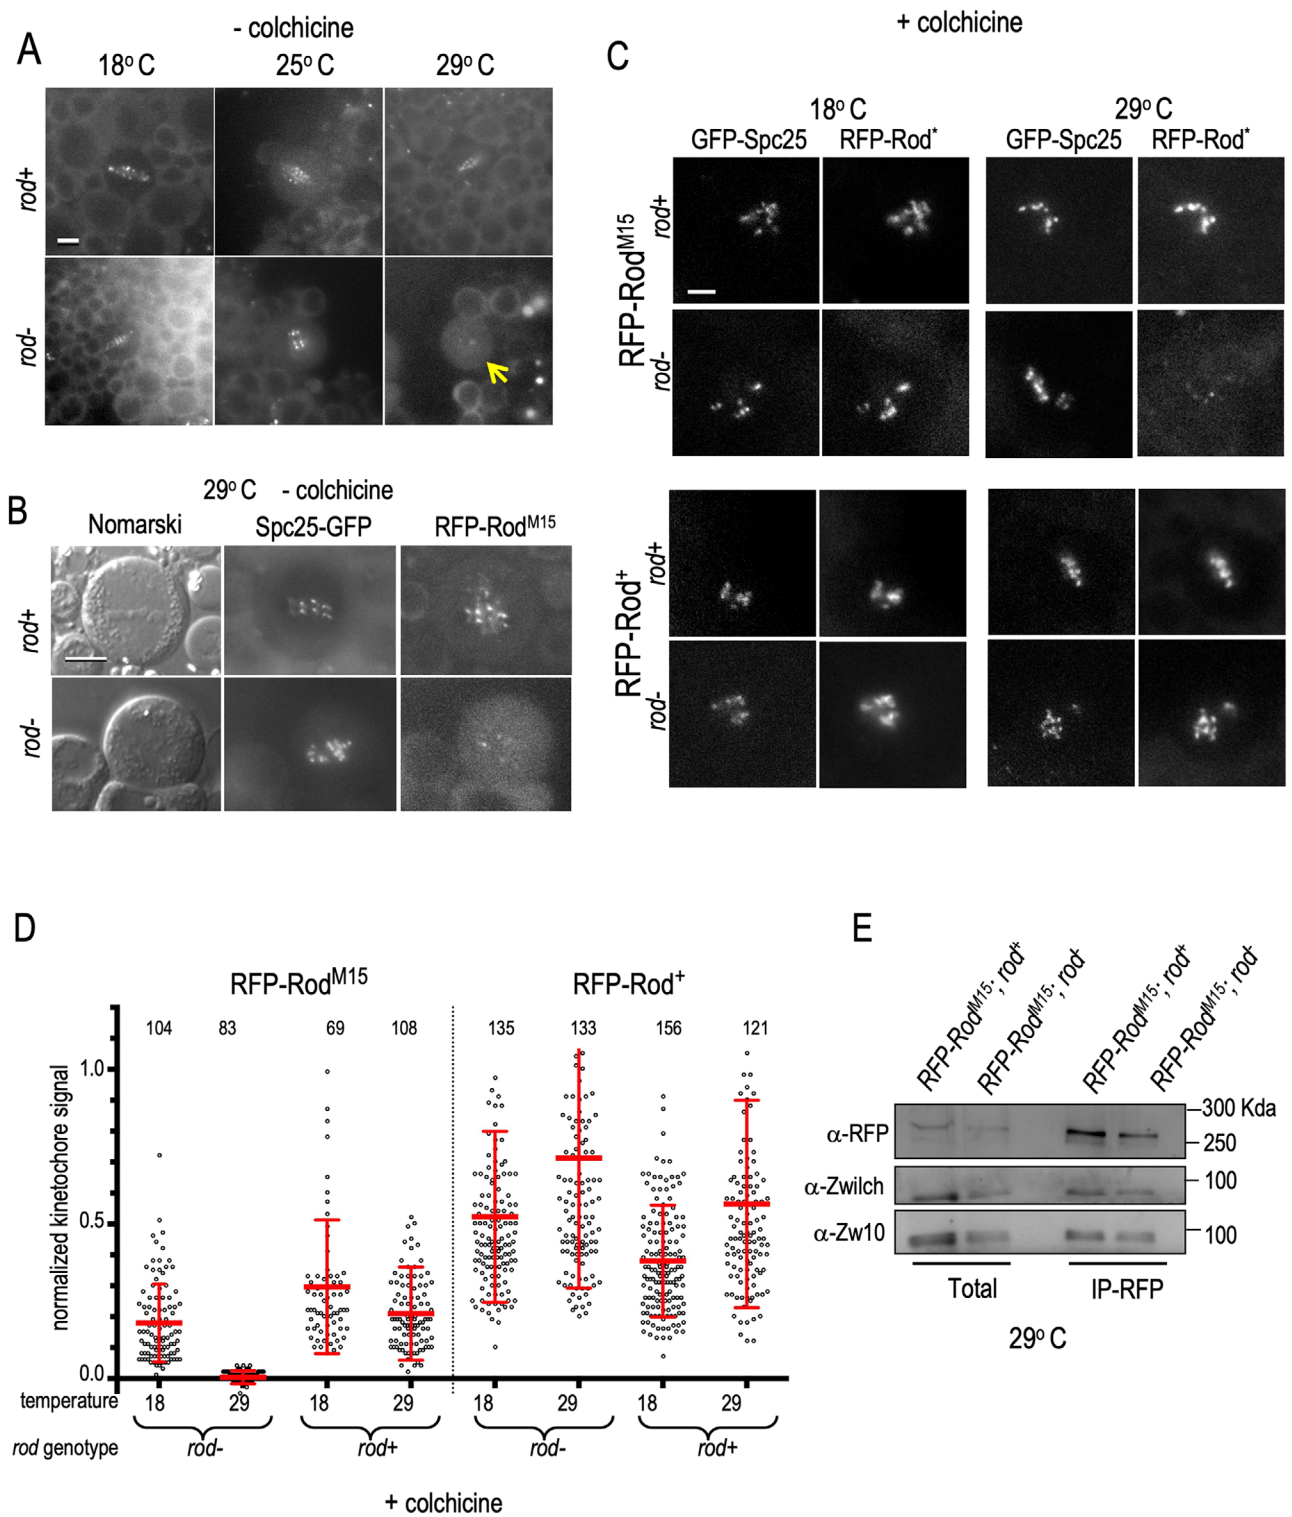 A
- colchicine
18° C 25° C 29° C
rod+
rod-
B
29° C - colchicine
Nomarski Spc25-GFP RFP-Rod^M15
rod+
rod-
+ colchicine
C
18° C 29° C
GFP-Spc25 RFP-Rod* GFP-Spc25 RFP-Rod*
RFP-Rod^M15
rod+
rod-
RFP-Rod^+
rod+
rod-
D
RFP-Rod^M15 RFP-Rod^+
104 83 69 108 135 133 156 121
normalized kinetochore signal
1.0
0.5
0.0
temperature 18 29 18 29 18 29 18 29
rod genotype rod- rod+ rod- rod+
+ colchicine
E
RFP-Rod^M15; rod^+
RFP-Rod^M15; rod^-
RFP-Rod^M15; rod^+
RFP-Rod^M15; rod^-
α-RFP
300 Kda
250
α-Zwilch
100
α-Zw10
100
Total IP-RFP
29° C